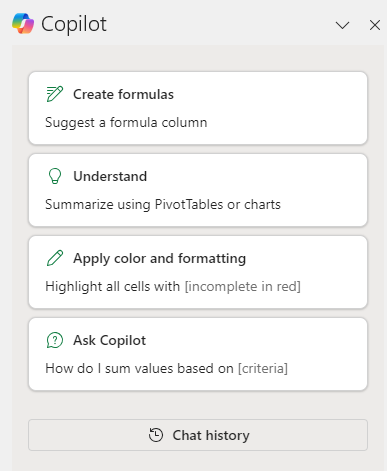 Copilot
Create formulas
Suggest a formula column
Understand
Summarize using PivotTables or charts
Apply color and formatting
Highlight all cells with [incomplete in red]
Ask Copilot
How do I sum values based on [criteria]
Chat history